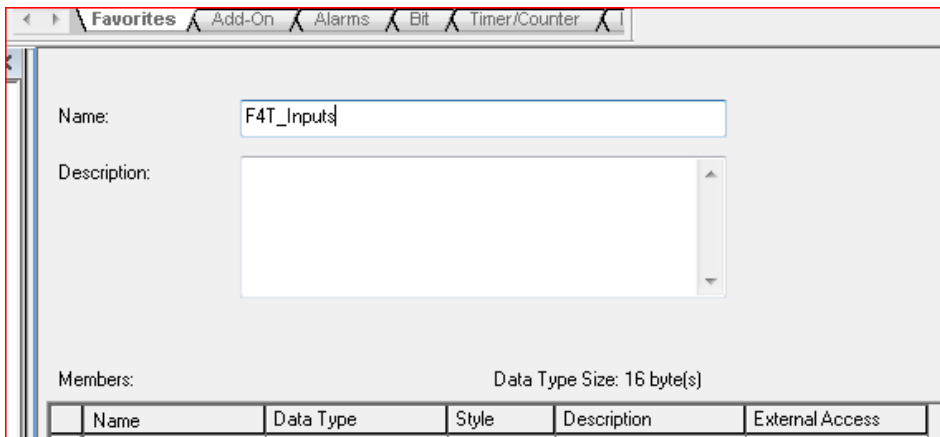 Favorites Add-On Alarms Bit Timer/Counter
Name: F4T_Inputs
Description:
Members: Data Type Size: 16 byte(s)
Name Data Type Style Description External Access